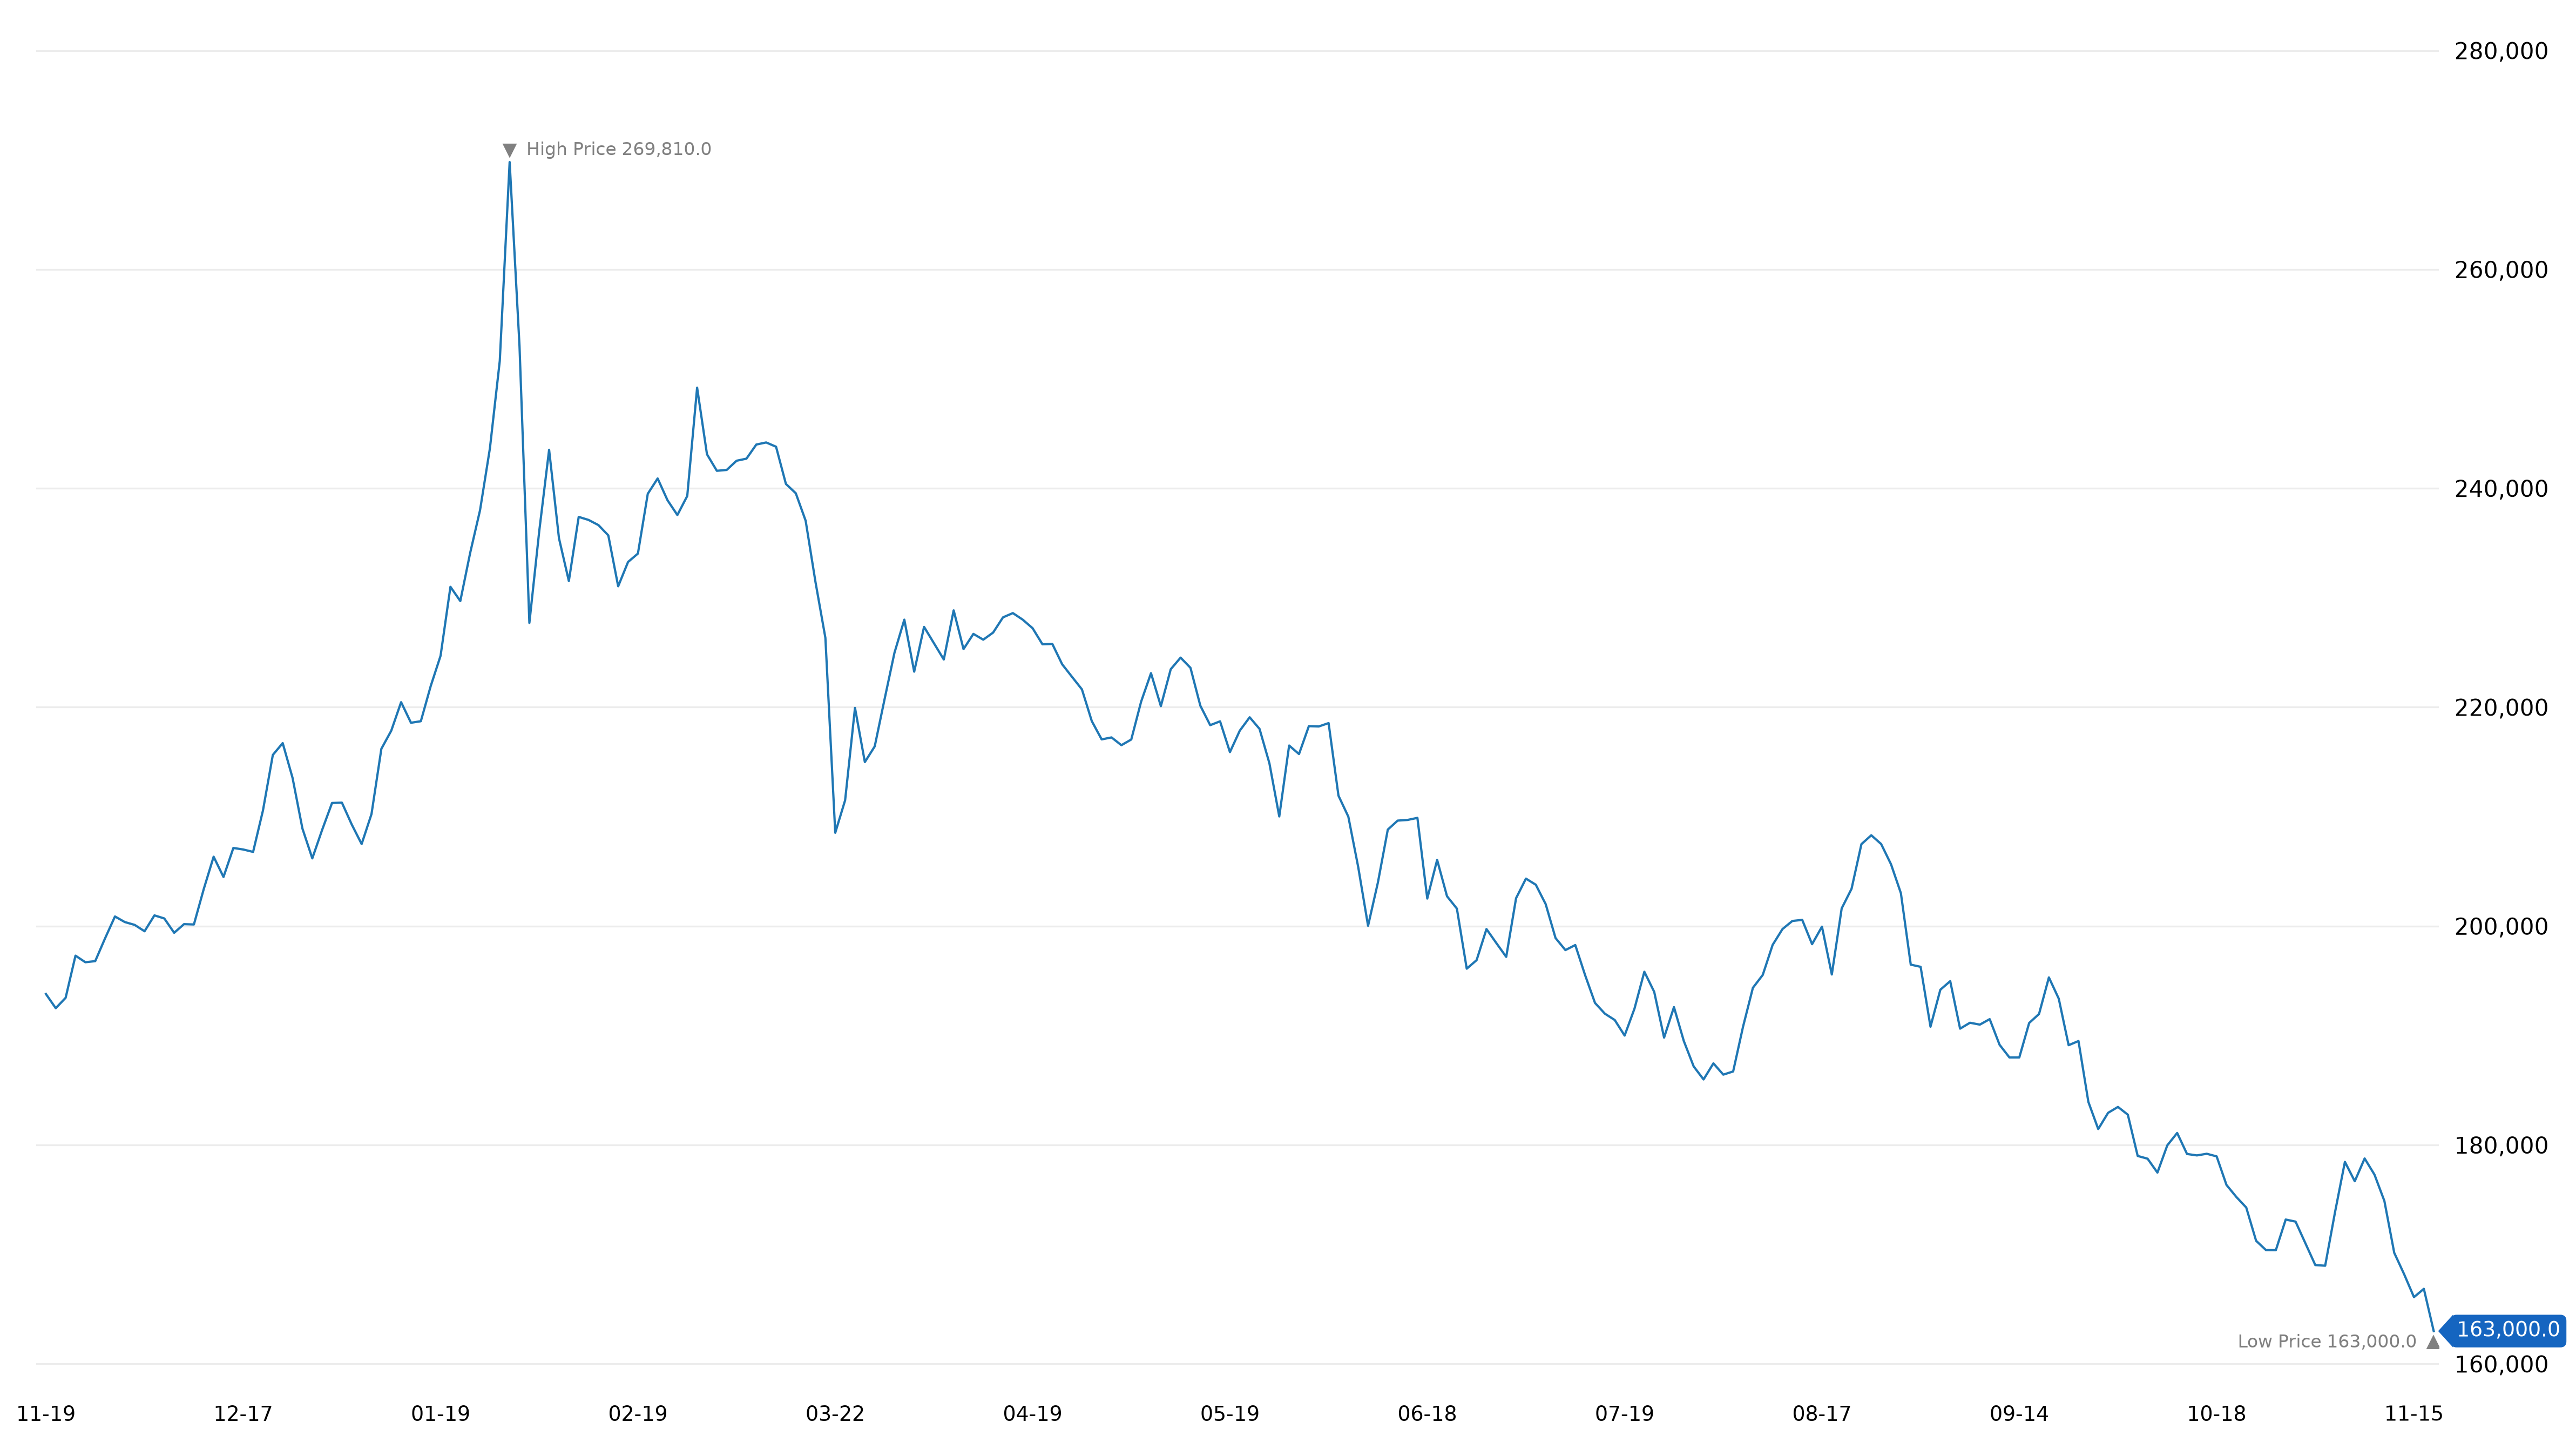 280,000
▼ High Price 269,810.0
260,000
240,000
220,000
200,000
180,000
163,000.0
Low Price 163,000.0 ▲
160,000
11-19 12-17 01-19 02-19 03-22 04-19 05-19 06-18 07-19 08-17 09-14 10-18 11-15